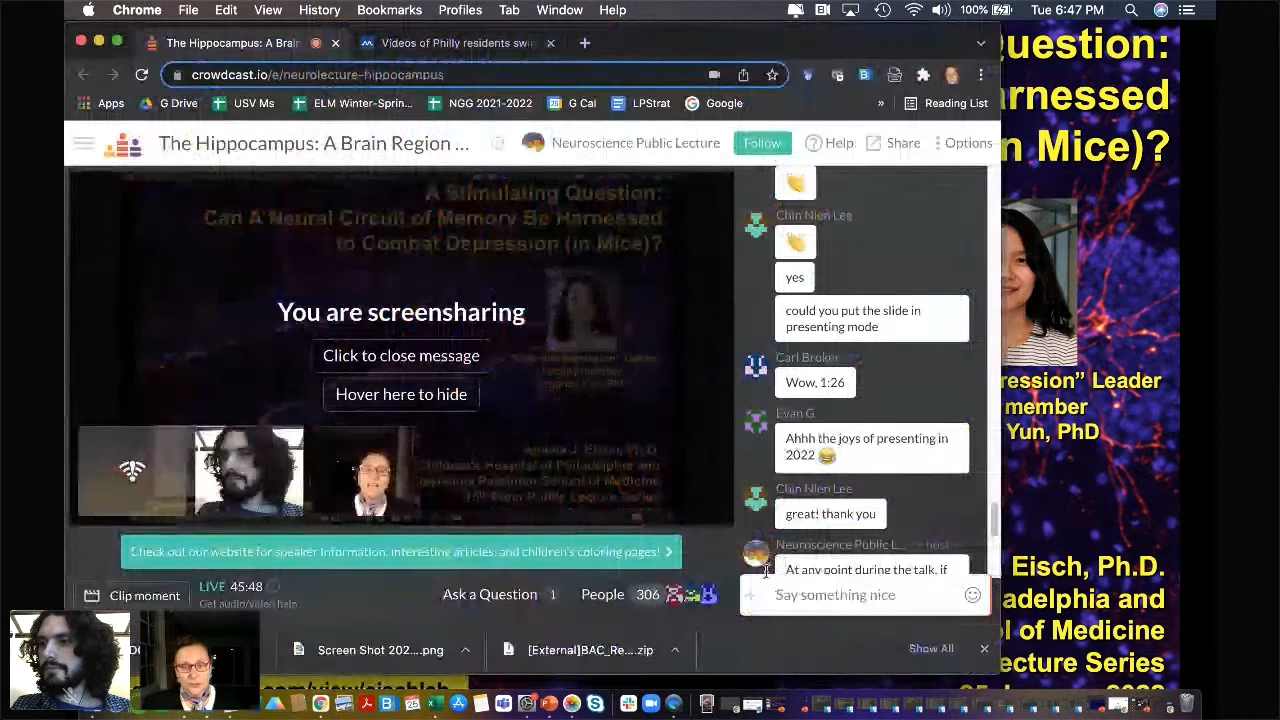 Chrome File Edit View History Bookmarks Profiles Tab Window Help 100% Tue 6:47 PM
The Hippocampus: A Brain Videos of Philly residents sw
crowdcast.io/e/neurolecture-hippocampus
Apps G Drive USV Ms ELM Winter-Sprin... NGG 2021-2022 G Cal LPStrat Google » Reading List
The Hippocampus: A Brain Region ... Neuroscience Public Lecture Follow Help Share Options
uestion:
rnessed
n Mice)?
A Stimulating Question:
Can A Neural Circuit of Memory Be Harnessed
to Combat Depression (in Mice)?
You are screensharing
Click to close message
Hover here to hide
Chin Nien Lee
yes
could you put the slide in
presenting mode
Carl Broker
Wow, 1:26
Evan G
Ahhh the joys of presenting in
2022
Chin Nien Lee
great! thank you
Neuroscience Public L... host
At any point during the talk, if
Say something nice
ression” Leader
member
Yun, PhD
Check out our website for speaker information, interesting articles, and children's coloring pages!
Clip moment LIVE 45:48 Ask a Question 1 People 306
Get audio/video help
Eisch, Ph.D.
adelphia and
ol of Medicine
ecture Series
Screen Shot 202....png [External]BAC_Re....zip Show All